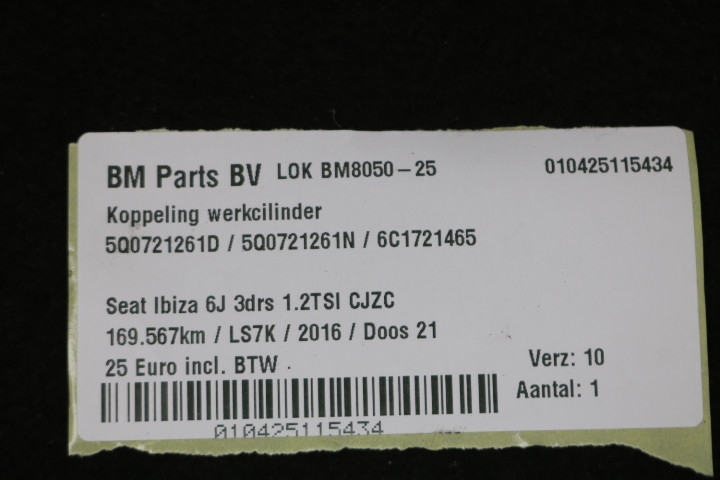 BM Parts BV LOK BM8050-25 010425115434
Koppeling werkcilinder
5Q0721261D / 5Q0721261N / 6C1721465
Seat Ibiza 6J 3drs 1.2TSI CJZC
169.567km / LS7K / 2016 / Doos 21
25 Euro incl. BTW
Verz: 10
Aantal: 1
010425115434